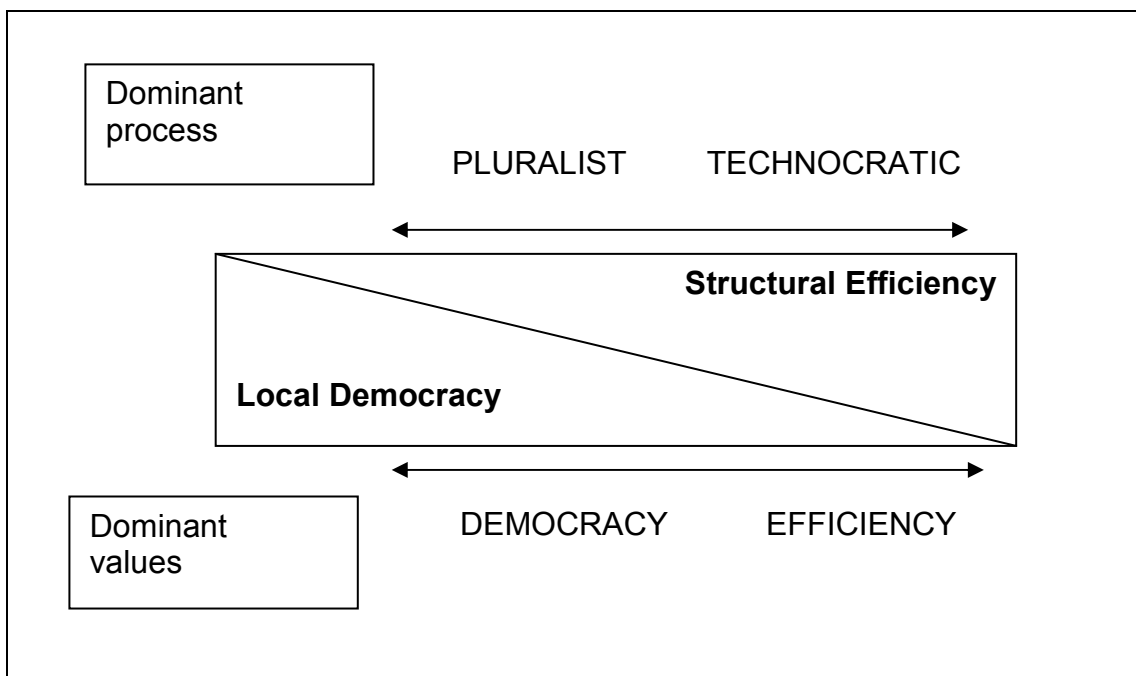 Dominant
process
PLURALIST TECHNOCRATIC
Structural Efficiency
Local Democracy
DEMOCRACY EFFICIENCY
Dominant
values